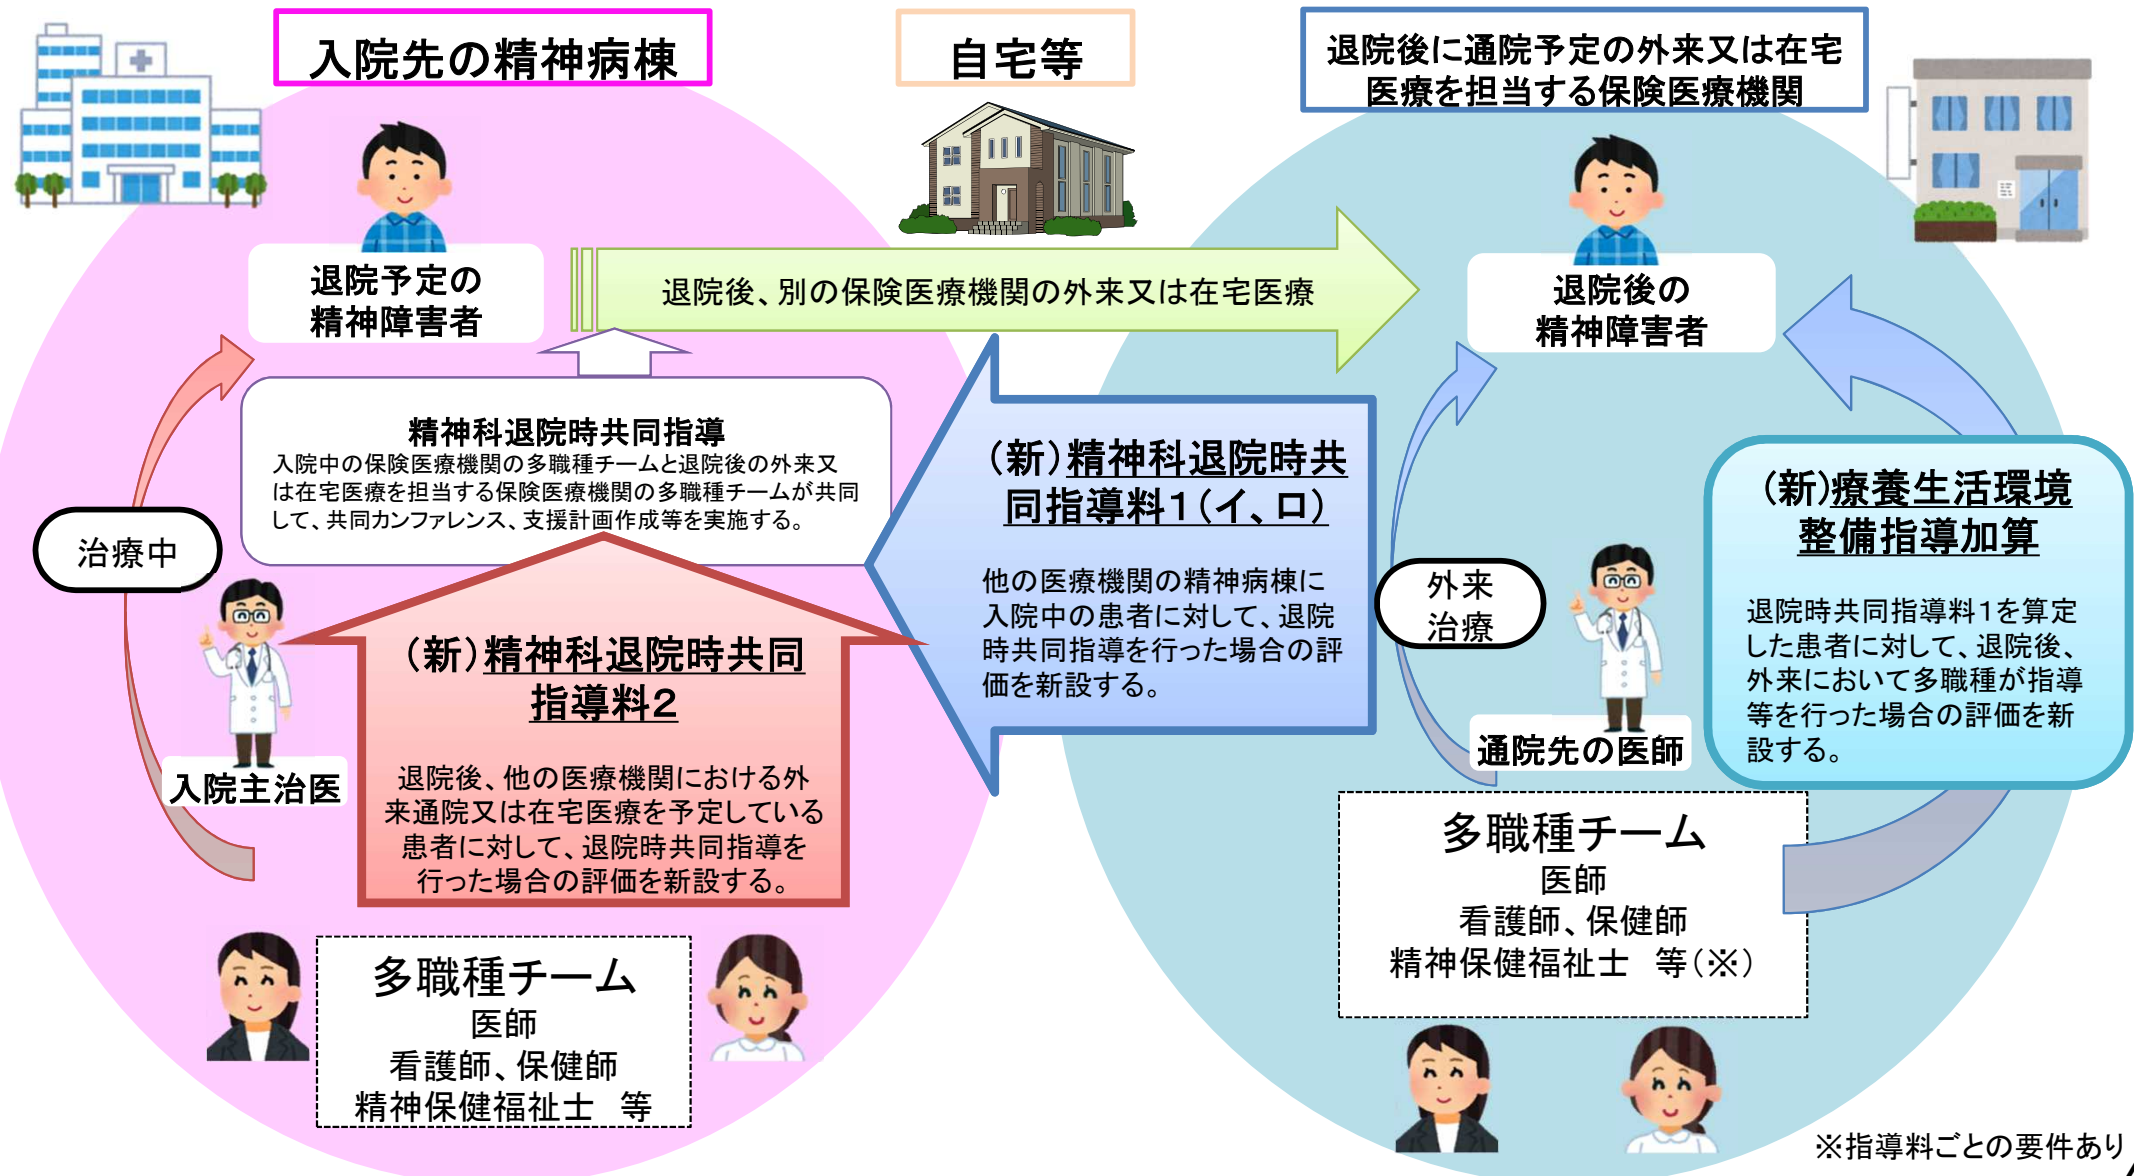 入院先の精神病棟
自宅等
退院後に通院予定の外来又は在宅
医療を担当する保険医療機関
退院予定の
精神障害者
退院後、別の保険医療機関の外来又は在宅医療
退院後の
精神障害者
精神科退院時共同指導
入院中の保険医療機関の多職種チームと退院後の外来又
は在宅医療を担当する保険医療機関の多職種チームが共同
して、共同カンファレンス、支援計画作成等を実施する。
治療中
入院主治医
（新）精神科退院時共同
指導料２
退院後、他の医療機関における外
来通院又は在宅医療を予定している
患者に対して、退院時共同指導を
行った場合の評価を新設する。
多職種チーム
医師
看護師、保健師
精神保健福祉士　等
（新）精神科退院時共
同指導料１（イ、ロ）
他の医療機関の精神病棟に
入院中の患者に対して、退院
時共同指導を行った場合の評
価を新設する。
外来
治療
通院先の医師
（新）療養生活環境
整備指導加算
退院時共同指導料１を算定
した患者に対して、退院後、
外来において多職種が指導
等を行った場合の評価を新
設する。
多職種チーム
医師
看護師、保健師
精神保健福祉士　等（※）
※指導料ごとの要件あり